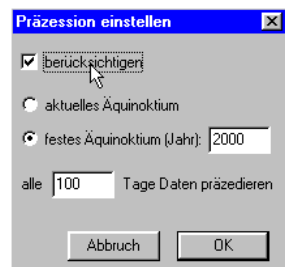 Präzession einstellen
berücksichtigen
aktuelles Äquinoktium
festes Äquinoktium (Jahr): 2000
alle 100 Tage Daten präzedieren
Abbruch OK